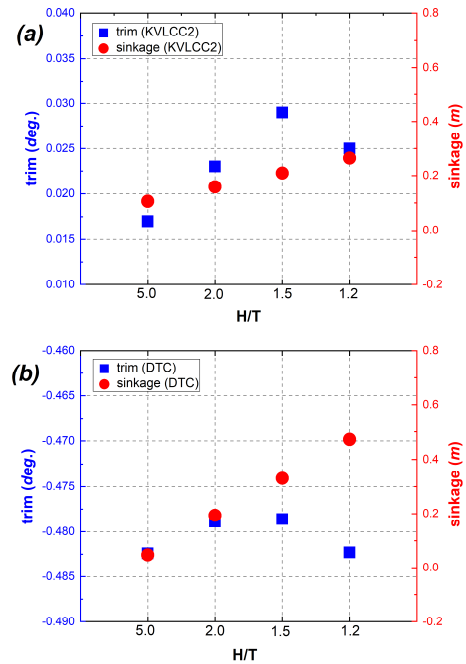 (a)
trim (KVLCC2)
sinkage (KVLCC2)
0.040
0.035
0.030
0.025
0.020
0.015
0.010
trim (deg.)
0.8
0.6
0.4
0.2
0.0
-0.2
sinkage (m)
5.0 2.0 1.5 1.2
H/T
(b)
trim (DTC)
sinkage (DTC)
-0.460
-0.465
-0.470
-0.475
-0.480
-0.485
-0.490
trim (deg.)
0.8
0.6
0.4
0.2
0.0
-0.2
sinkage (m)
5.0 2.0 1.5 1.2
H/T